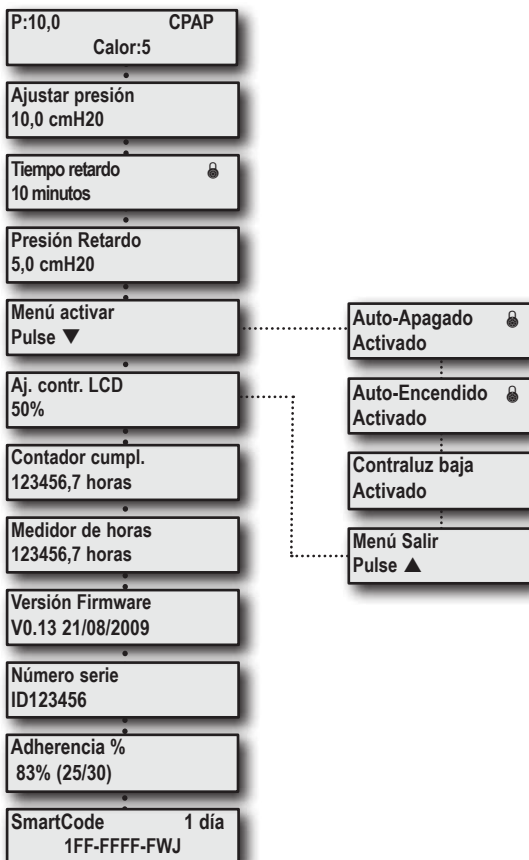 P:10,0 CPAP
Calor:5
Ajustar presión
10,0 cmH20
Tiempo retardo
10 minutos
Presión Retardo
5,0 cmH20
Menú activar
Pulse ▼
Aj. contr. LCD
50%
Contador cumpl.
123456,7 horas
Medidor de horas
123456,7 horas
Versión Firmware
V0.13 21/08/2009
Número serie
ID123456
Adherencia %
83% (25/30)
SmartCode 1 día
1FF-FFFF-FWJ
Auto-Apagado
Activado
Auto-Encendido
Activado
Contraluz baja
Activado
Menú Salir
Pulse ▲